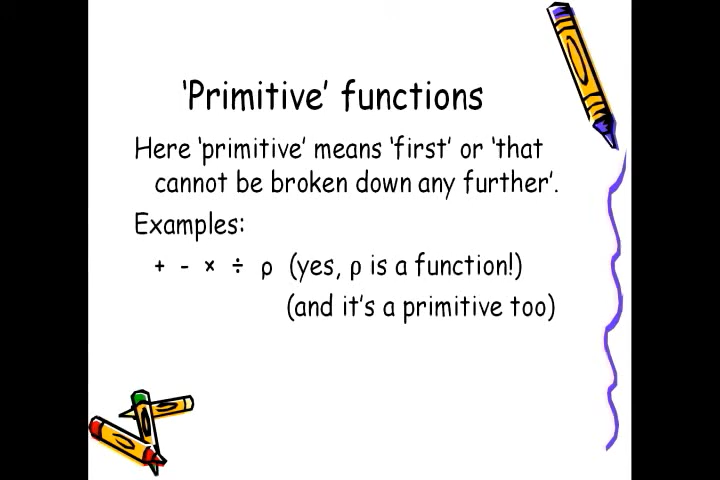 ‘Primitive’ functions
Here ‘primitive’ means ‘first’ or ‘that
cannot be broken down any further’.
Examples:
+ - × ÷ ⍴ (yes, ⍴ is a function!)
(and it’s a primitive too)